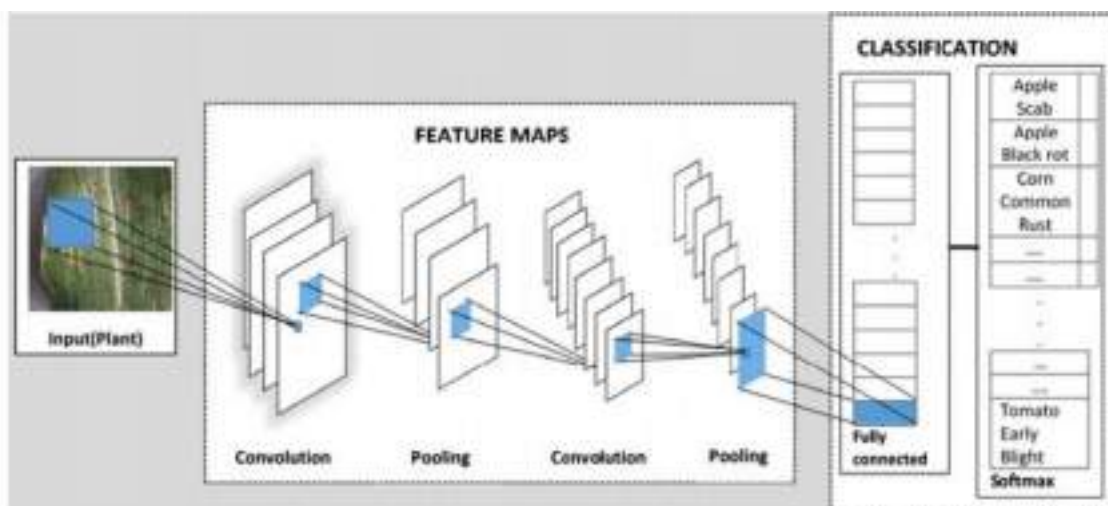 CLASSIFICATION
FEATURE MAPS
Input(Plant)
Convolution
Pooling
Convolution
Pooling
Fully
connected
Apple
Scab
Apple
Black rot
Corn
Common
Rust
Tomato
Early
Blight
Softmax